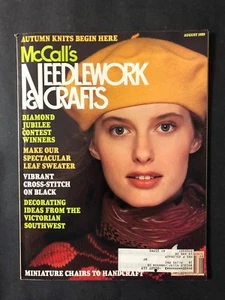 AUTUMN KNITS BEGIN HERE
McCall's
NEEDLEWORK
& CRAFTS
DIAMOND
JUBILEE
CONTEST
WINNERS
MAKE OUR
SPECTACULAR
LEAF SWEATER
VIBRANT
CROSS-STITCH
ON BLACK
DECORATING
IDEAS FROM THE
VICTORIAN
SOUTHWEST
MINIATURE CHAIRS TO HANDCRAFT